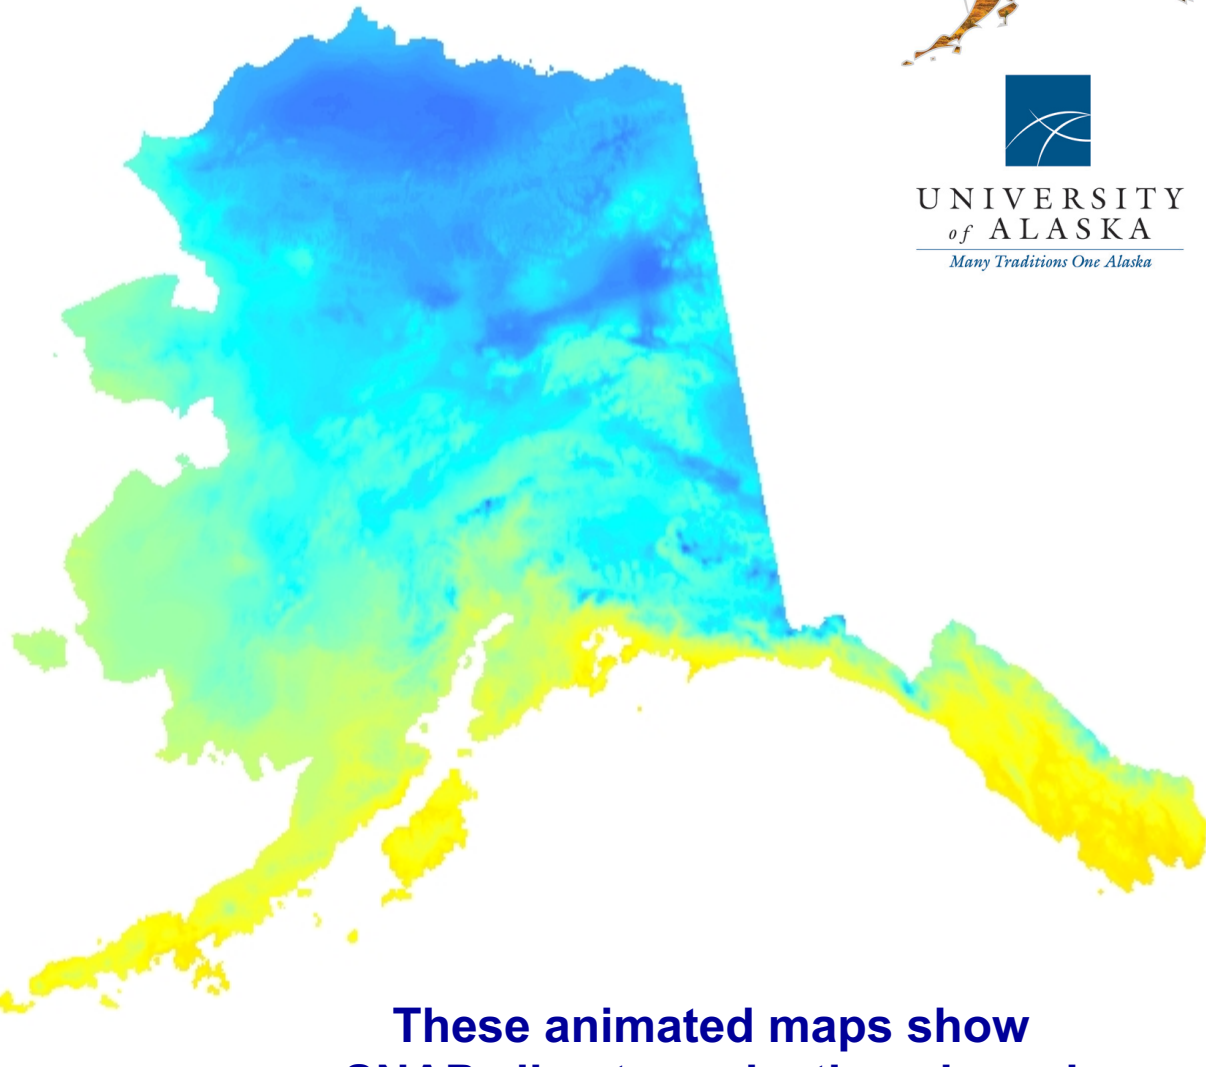 UNIVERSITY
of ALASKA
Many Traditions One Alaska
These animated maps show